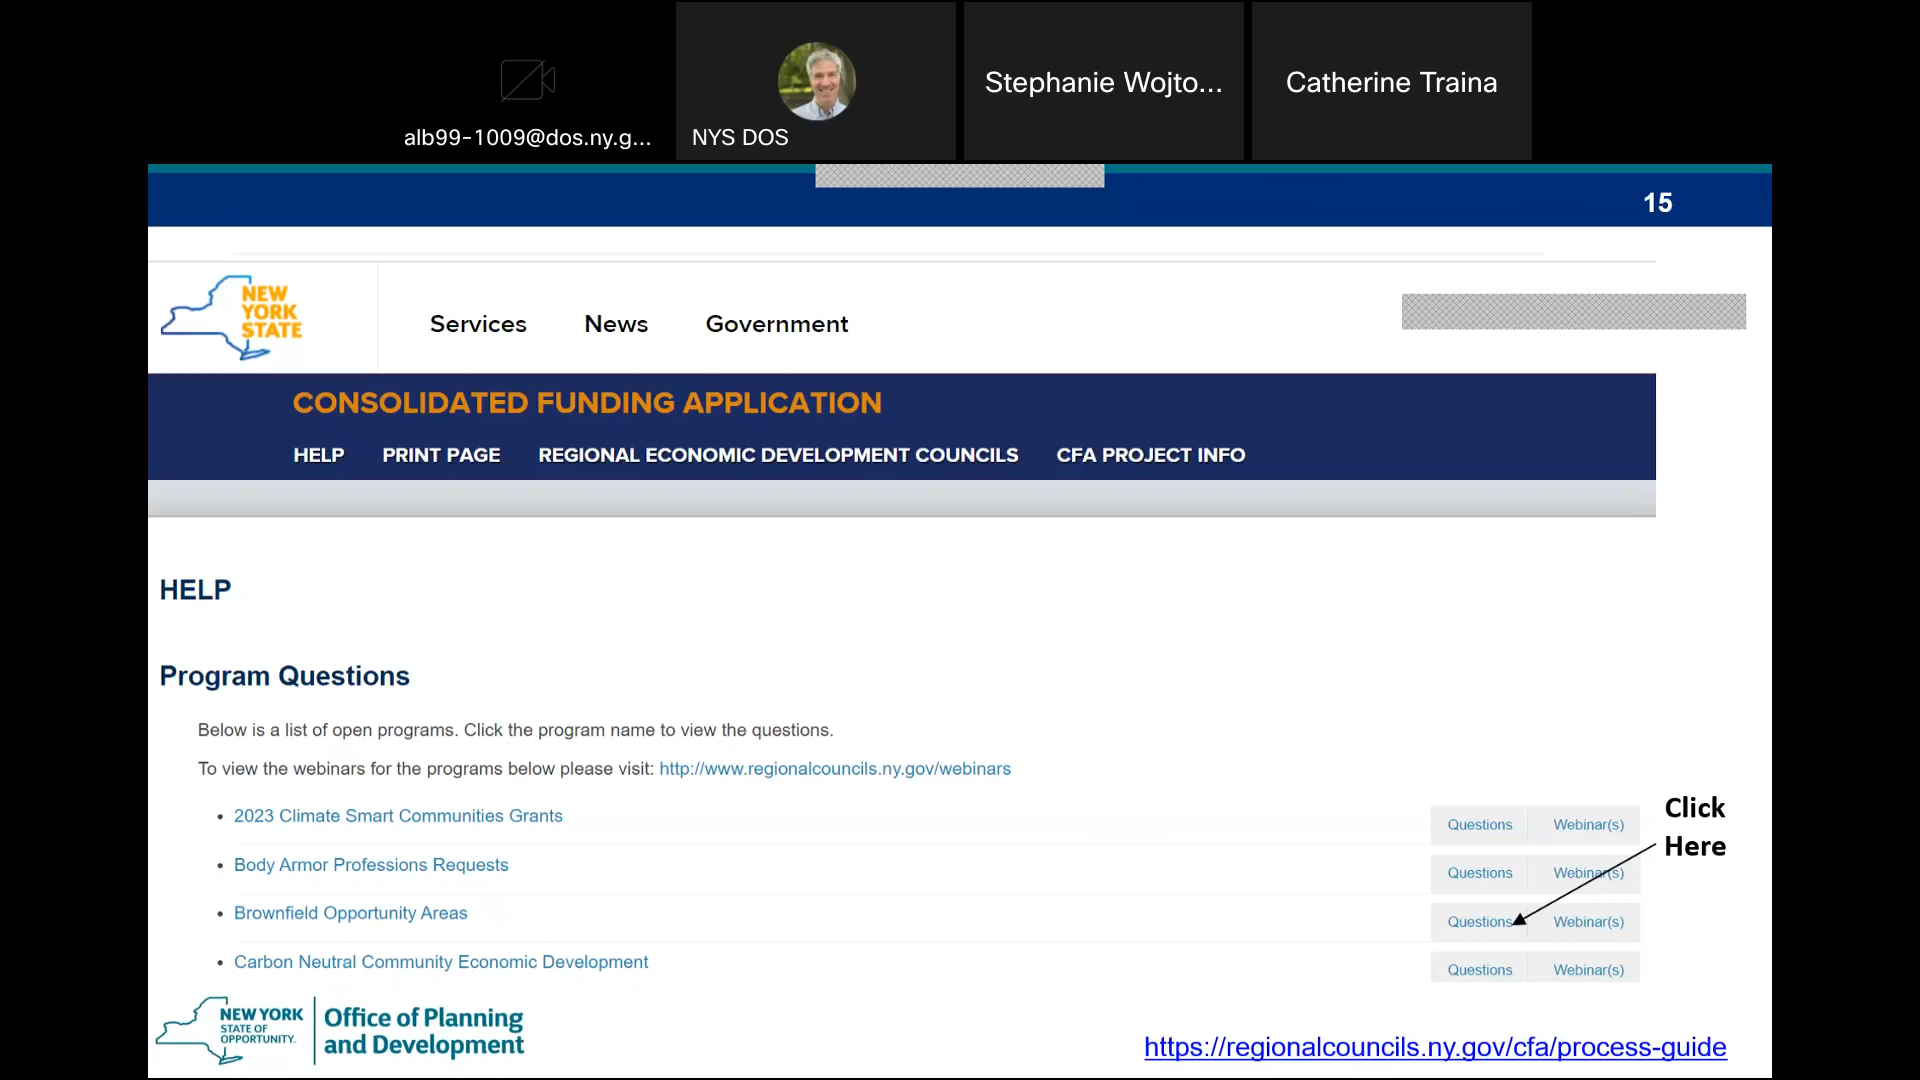 alb99-1009@dos.ny.g...
NYS DOS
Stephanie Wojto...
Catherine Traina
15
NEW
YORK
STATE
Services
News
Government
CONSOLIDATED FUNDING APPLICATION
HELP
PRINT PAGE
REGIONAL ECONOMIC DEVELOPMENT COUNCILS
CFA PROJECT INFO
HELP
Program Questions
Below is a list of open programs. Click the program name to view the questions.
To view the webinars for the programs below please visit: http://www.regionalcouncils.ny.gov/webinars
2023 Climate Smart Communities Grants
Questions
Webinar(s)
Click
Here
Body Armor Professions Requests
Questions
Webinar(s)
Brownfield Opportunity Areas
Questions
Webinar(s)
Carbon Neutral Community Economic Development
Questions
Webinar(s)
NEW YORK
STATE OF
OPPORTUNITY.
Office of Planning
and Development
https://regionalcouncils.ny.gov/cfa/process-guide